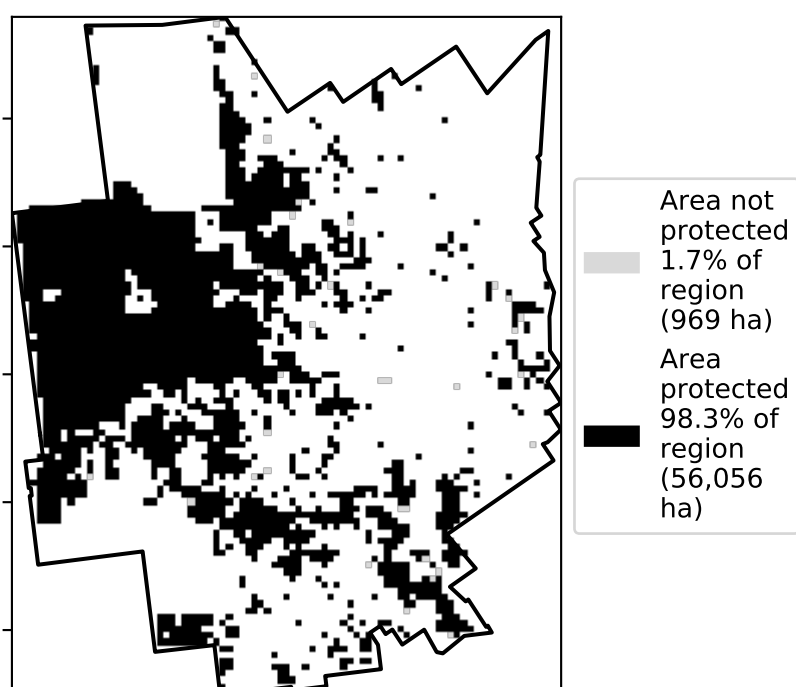 Area not
protected
1.7% of
region
(969 ha)
Area
protected
98.3% of
region
(56,056
ha)